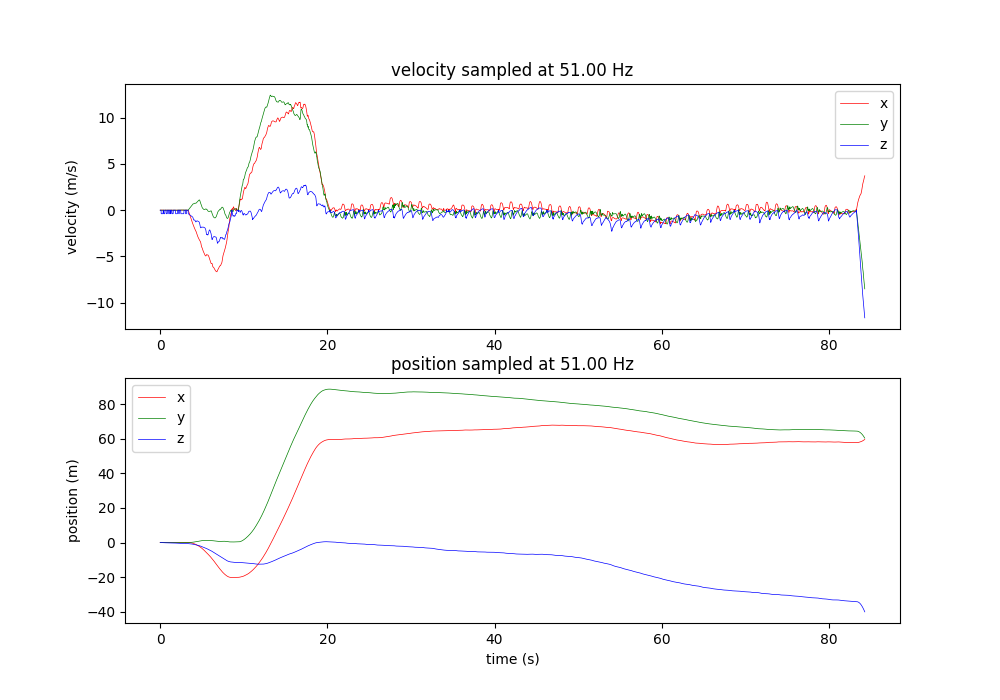 velocity sampled at 51.00 Hz
velocity (m/s)
10
5
0
−5
−10
x
y
z
0 20 40 60 80
position sampled at 51.00 Hz
position (m)
80
60
40
20
0
−20
−40
x
y
z
0 20 40 60 80
time (s)